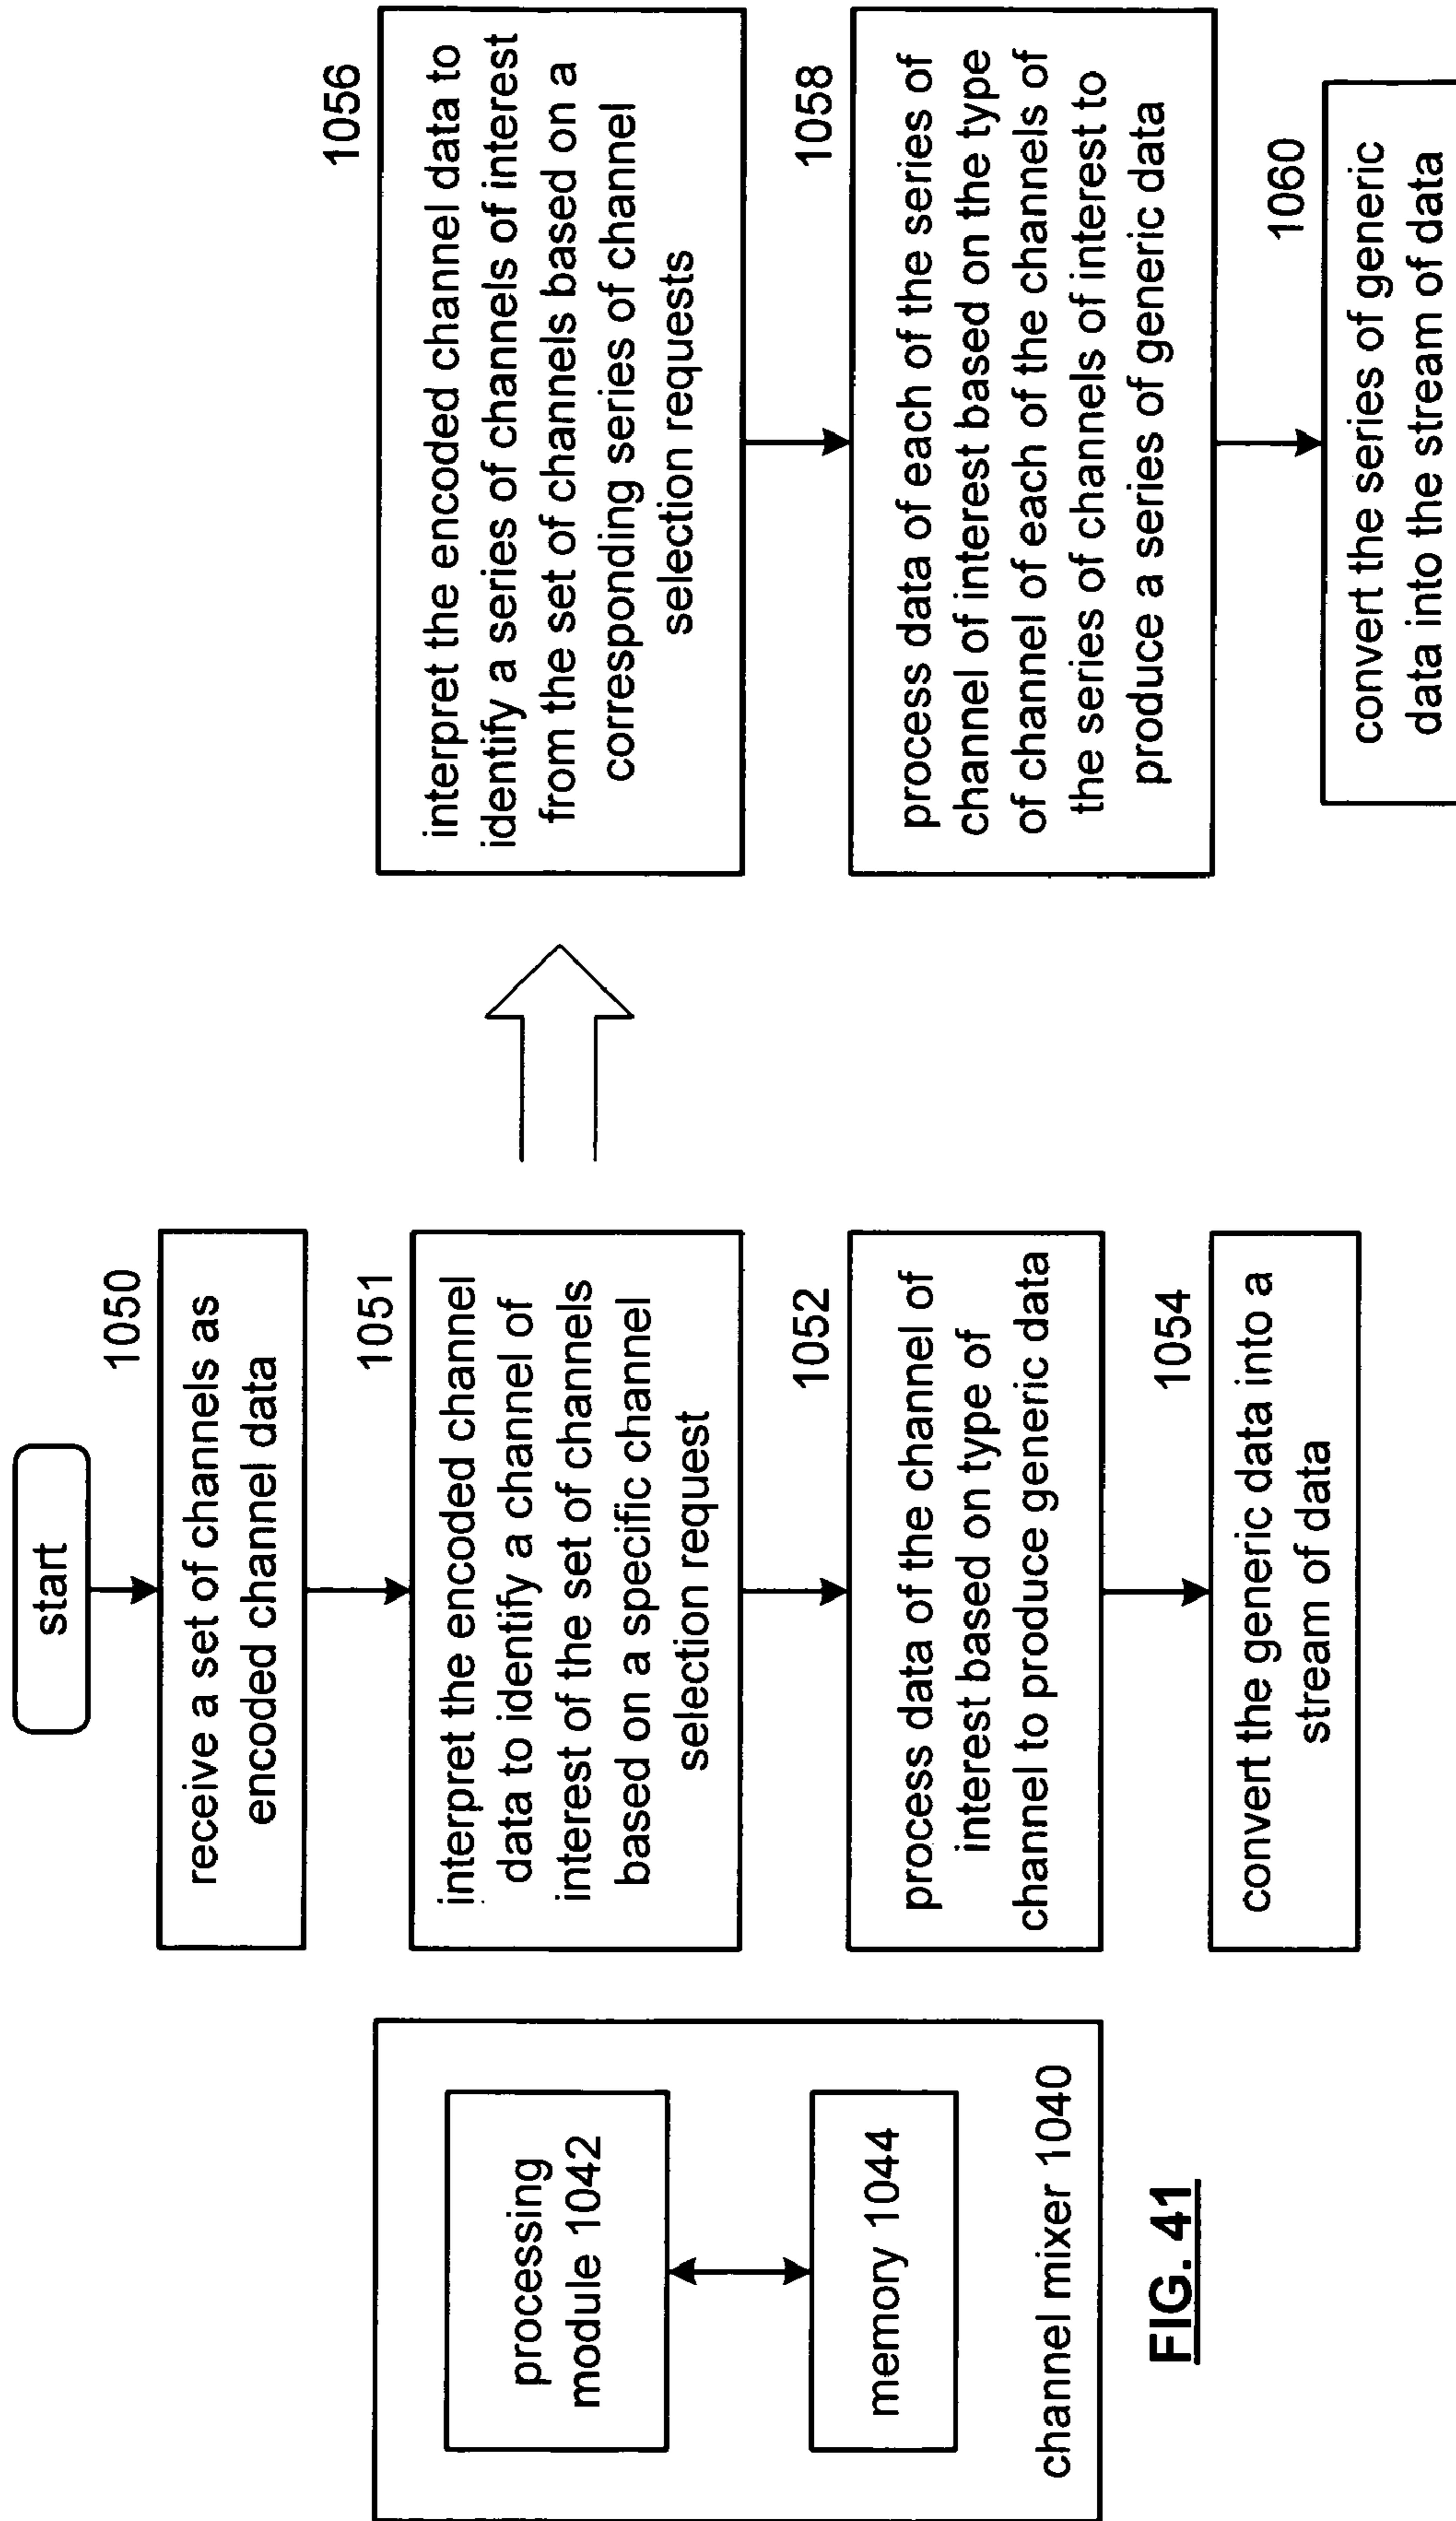 processing
module 1042
memory 1044
channel mixer 1040
FIG. 41
start
1050
receive a set of channels as
encoded channel data
1051
interpret the encoded channel
data to identify a channel of
interest of the set of channels
based on a specific channel
selection request
1052
process data of the channel of
interest based on type of
channel to produce generic data
1054
convert the generic data into a
stream of data
1056
interpret the encoded channel data to
identify a series of channels of interest
from the set of channels based on a
corresponding series of channel
selection requests
1058
process data of each of the series of
channel of interest based on the type
of channel of each of the channels of
the series of channels of interest to
produce a series of generic data
1060
convert the series of generic
data into the stream of data